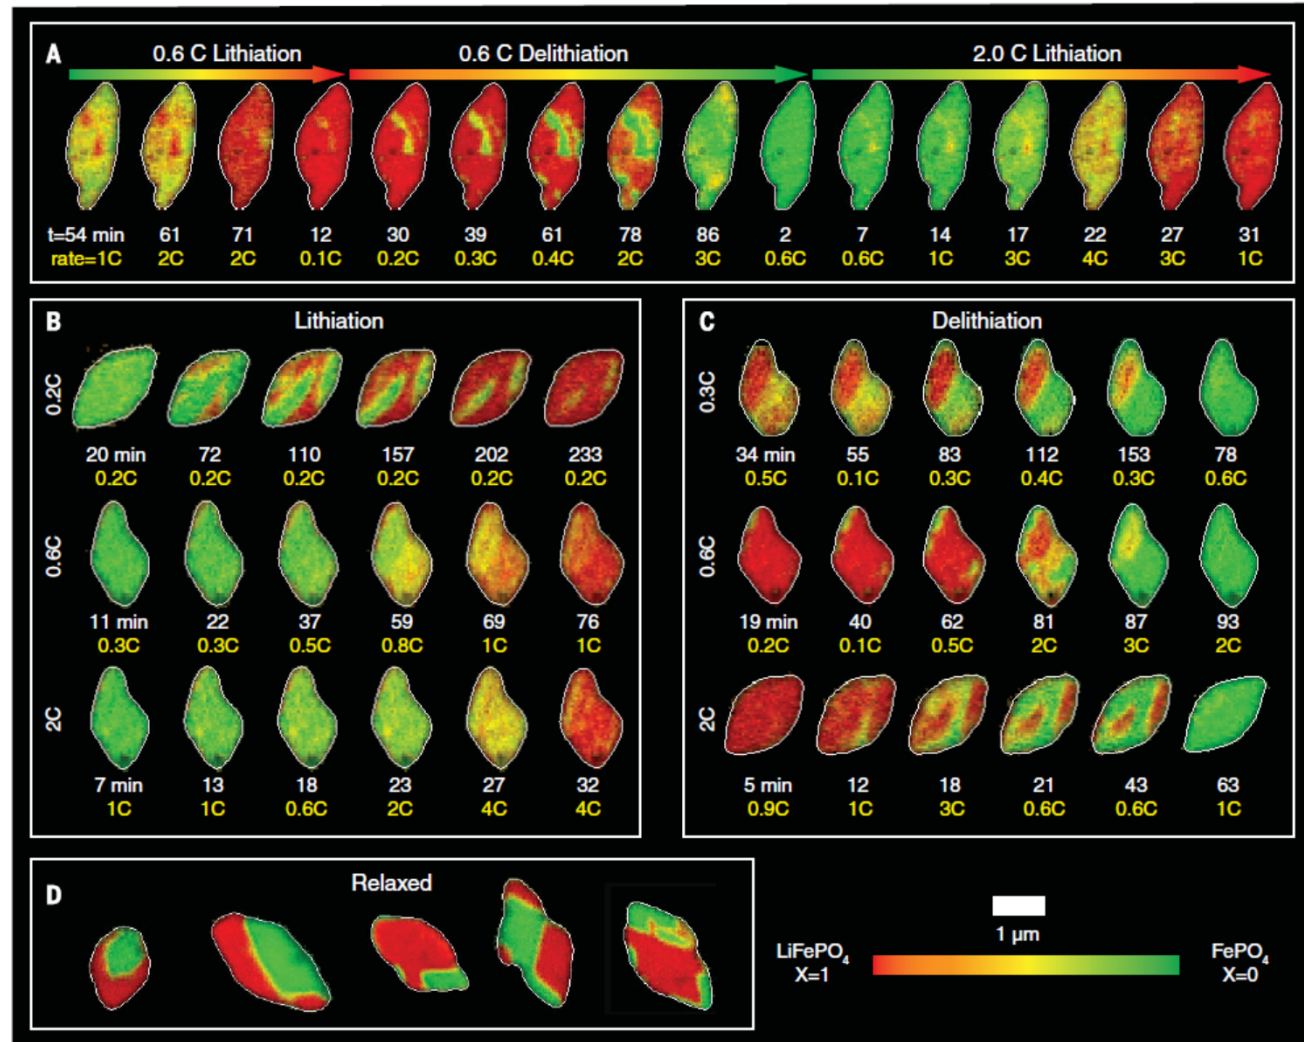 A
0.6 C Lithiation 0.6 C Delithiation 2.0 C Lithiation
t=54 min 61 71 12 30 39 61 78 86 2 7 14 17 22 27 31
rate=1C 2C 2C 0.1C 0.2C 0.3C 0.4C 2C 3C 0.6C 0.6C 1C 3C 4C 3C 1C
B
Lithiation
0.2C
20 min 72 110 157 202 233
0.2C 0.2C 0.2C 0.2C 0.2C 0.2C
0.6C
11 min 22 37 59 69 76
0.3C 0.3C 0.5C 0.8C 1C 1C
2C
7 min 13 18 23 27 32
1C 1C 0.6C 2C 4C 4C
C
Delithiation
0.3C
34 min 55 83 112 153 78
0.5C 0.1C 0.3C 0.4C 0.3C 0.6C
0.6C
19 min 40 62 81 87 93
0.2C 0.1C 0.5C 2C 3C 2C
2C
5 min 12 18 21 43 63
0.9C 1C 3C 0.6C 0.6C 1C
D
Relaxed
1 µm
LiFePO₄
X=1
FePO₄
X=0